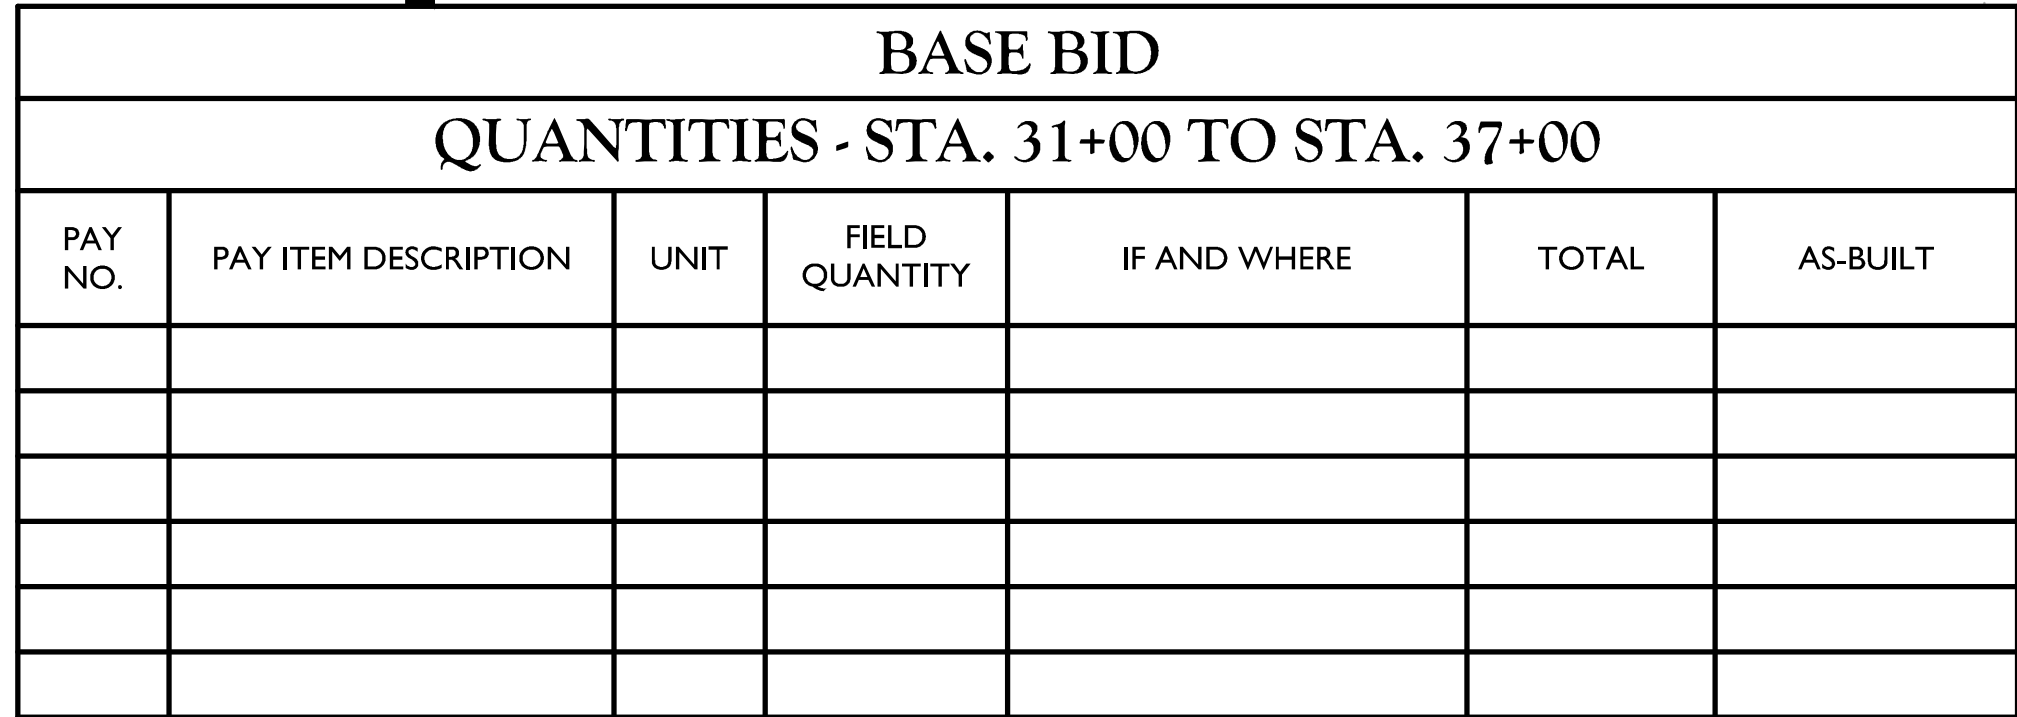 BASE BID
QUANTITIES - STA. 31+00 TO STA. 37+00
PAY
NO.
PAY ITEM DESCRIPTION
UNIT
FIELD
QUANTITY
IF AND WHERE
TOTAL
AS-BUILT